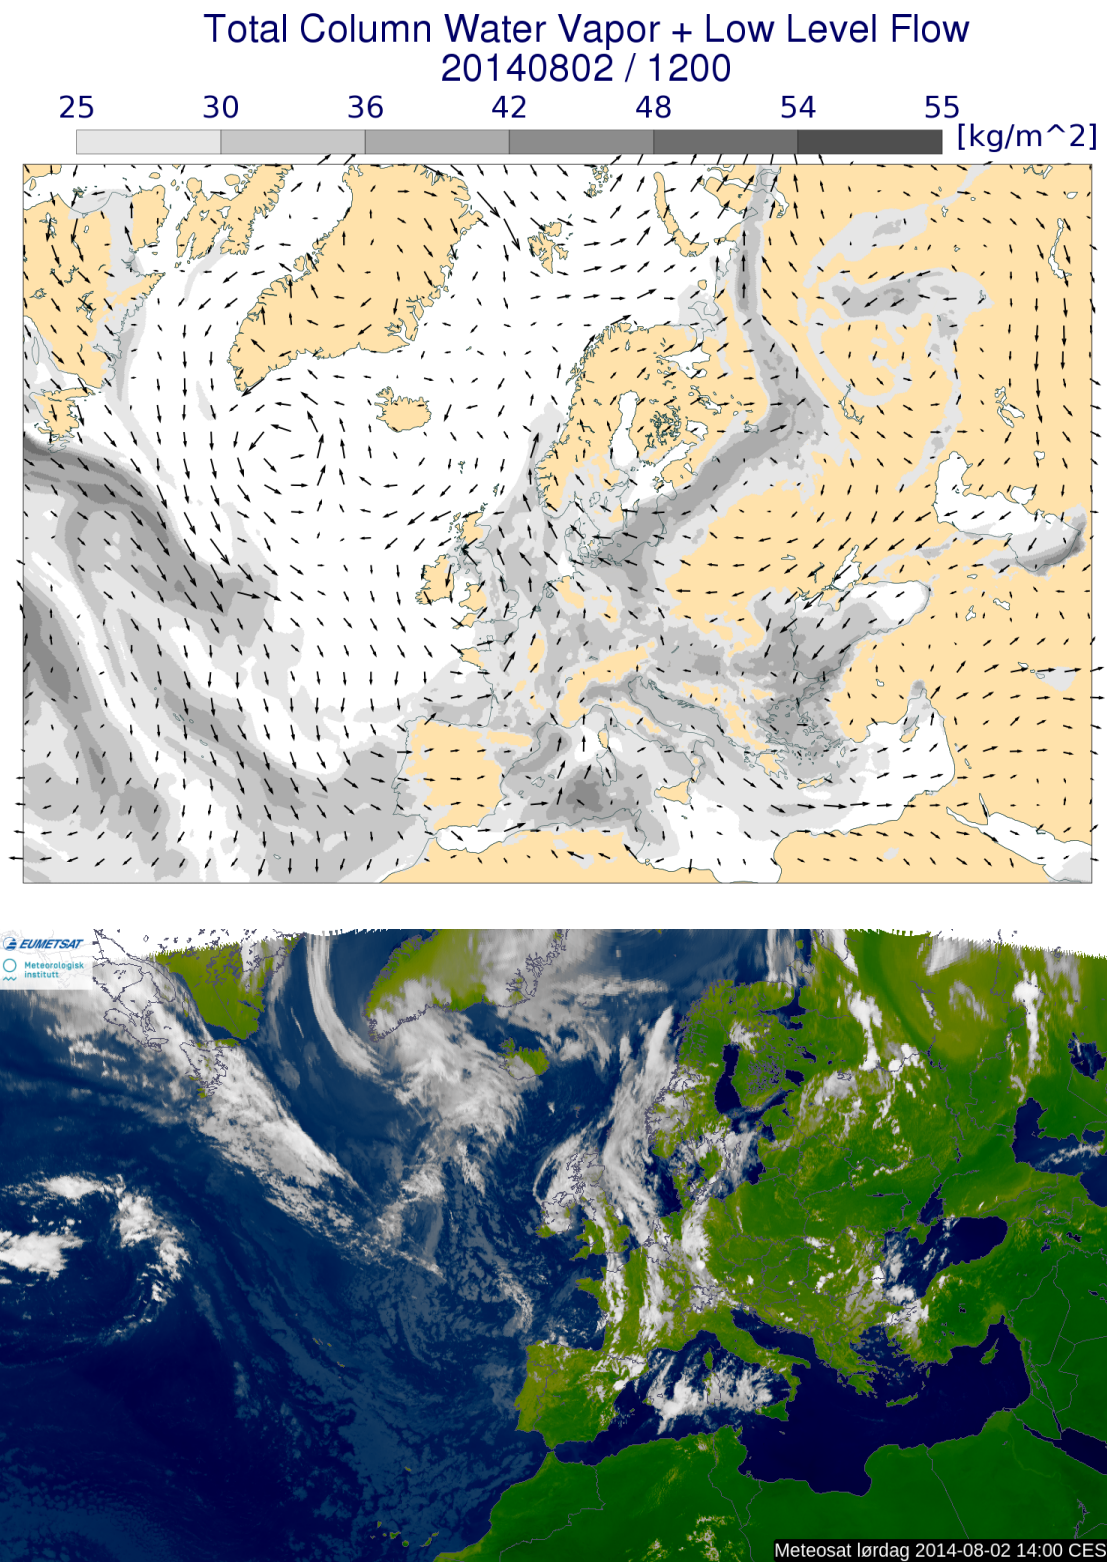 Total Column Water Vapor + Low Level Flow
20140802 / 1200
25 30 36 42 48 54 55
[kg/m^2]
EUMETSAT
Meteorologisk
institutt
Meteosat lørdag 2014-08-02 14:00 CES